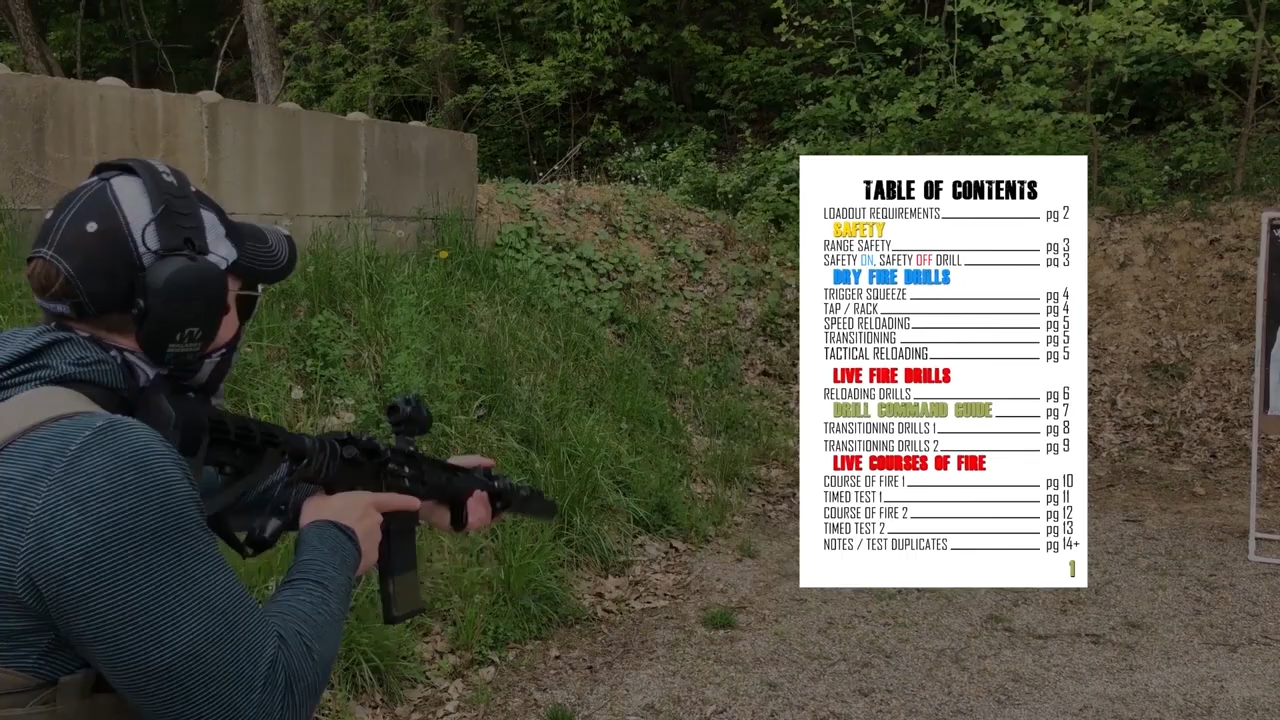 TABLE OF CONTENTS
LOADOUT REQUIREMENTS pg 2
SAFETY
RANGE SAFETY pg 3
SAFETY ON, SAFETY OFF DRILL pg 3
DRY FIRE DRILLS
TRIGGER SQUEEZE pg 4
TAP / RACK pg 4
SPEED RELOADING pg 5
TRANSITIONING pg 5
TACTICAL RELOADING pg 5
LIVE FIRE DRILLS
RELOADING DRILLS pg 6
DRILL COMMAND GUIDE pg 7
TRANSITIONING DRILLS 1 pg 8
TRANSITIONING DRILLS 2 pg 9
LIVE COURSES OF FIRE
COURSE OF FIRE 1 pg 10
TIMED TEST 1 pg 11
COURSE OF FIRE 2 pg 12
TIMED TEST 2 pg 13
NOTES / TEST DUPLICATES pg 14+
1